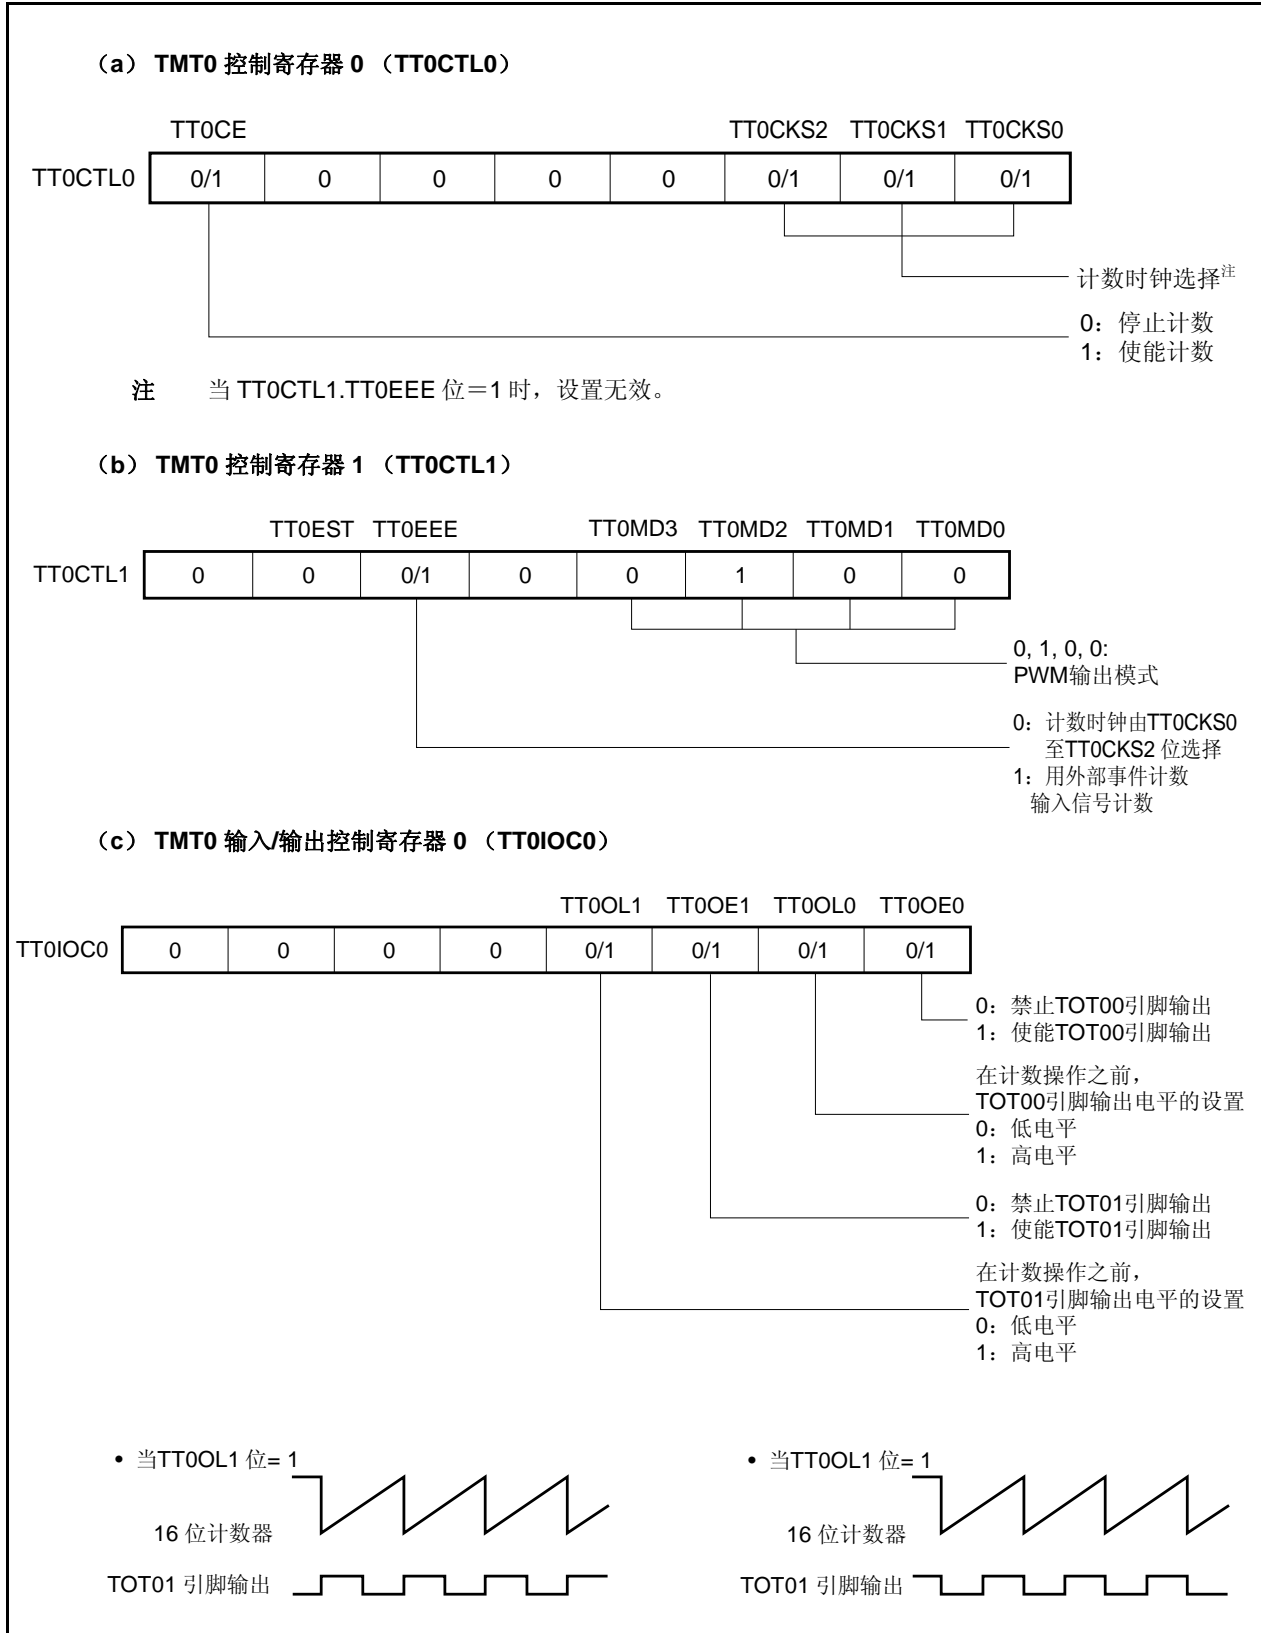 （a） TMT0 控制寄存器 0 （TT0CTL0）
TT0CE TT0CKS2 TT0CKS1 TT0CKS0
TT0CTL0 0/1 0 0 0 0 0/1 0/1 0/1
计数时钟选择注
0：停止计数
1：使能计数
注 当 TT0CTL1.TT0EEE 位＝1 时，设置无效。
（b） TMT0 控制寄存器 1 （TT0CTL1）
TT0EST TT0EEE TT0MD3 TT0MD2 TT0MD1 TT0MD0
TT0CTL1 0 0 0/1 0 0 1 0 0
0, 1, 0, 0:
PWM输出模式
0：计数时钟由TT0CKS0
至TT0CKS2 位选择
1：用外部事件计数
输入信号计数
（c） TMT0 输入/输出控制寄存器 0 （TT0IOC0）
TT0OL1 TT0OE1 TT0OL0 TT0OE0
TT0IOC0 0 0 0 0 0/1 0/1 0/1 0/1
0：禁止TOT00引脚输出
1：使能TOT00引脚输出
在计数操作之前，
TOT00引脚输出电平的设置
0：低电平
1：高电平
0：禁止TOT01引脚输出
1：使能TOT01引脚输出
在计数操作之前，
TOT01引脚输出电平的设置
0：低电平
1：高电平
• 当TT0OL1 位= 1
16 位计数器
TOT01 引脚输出
• 当TT0OL1 位= 1
16 位计数器
TOT01 引脚输出